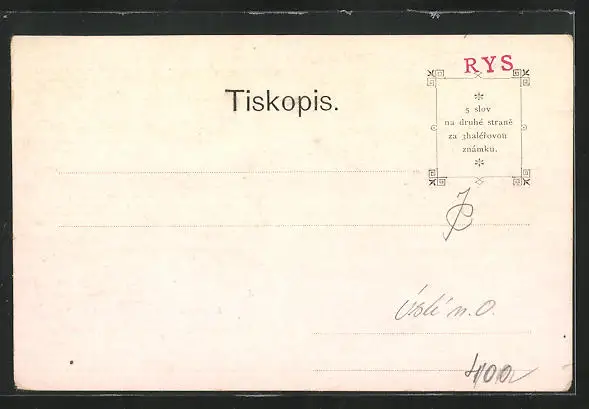 RYS
Tiskopis.
5 slov
na druhé straně
za 3haléřovou
známku.
Ústí n. O.
400